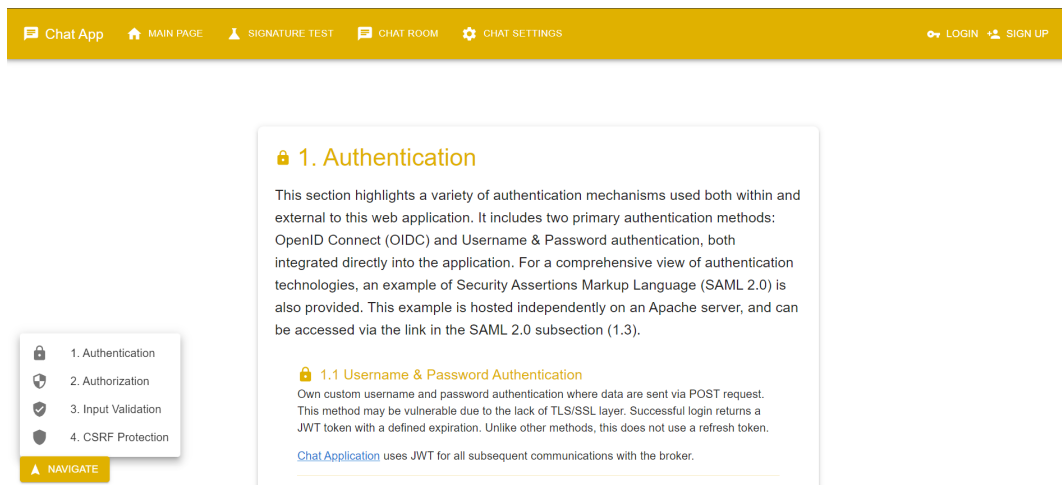 Chat App MAIN PAGE SIGNATURE TEST CHAT ROOM CHAT SETTINGS LOGIN SIGN UP
1. Authentication
This section highlights a variety of authentication mechanisms used both within and
external to this web application. It includes two primary authentication methods:
OpenID Connect (OIDC) and Username & Password authentication, both
integrated directly into the application. For a comprehensive view of authentication
technologies, an example of Security Assertions Markup Language (SAML 2.0) is
also provided. This example is hosted independently on an Apache server, and can
be accessed via the link in the SAML 2.0 subsection (1.3).
1.1 Username & Password Authentication
Own custom username and password authentication where data are sent via POST request.
This method may be vulnerable due to the lack of TLS/SSL layer. Successful login returns a
JWT token with a defined expiration. Unlike other methods, this does not use a refresh token.
Chat Application uses JWT for all subsequent communications with the broker.
1. Authentication
2. Authorization
3. Input Validation
4. CSRF Protection
NAVIGATE